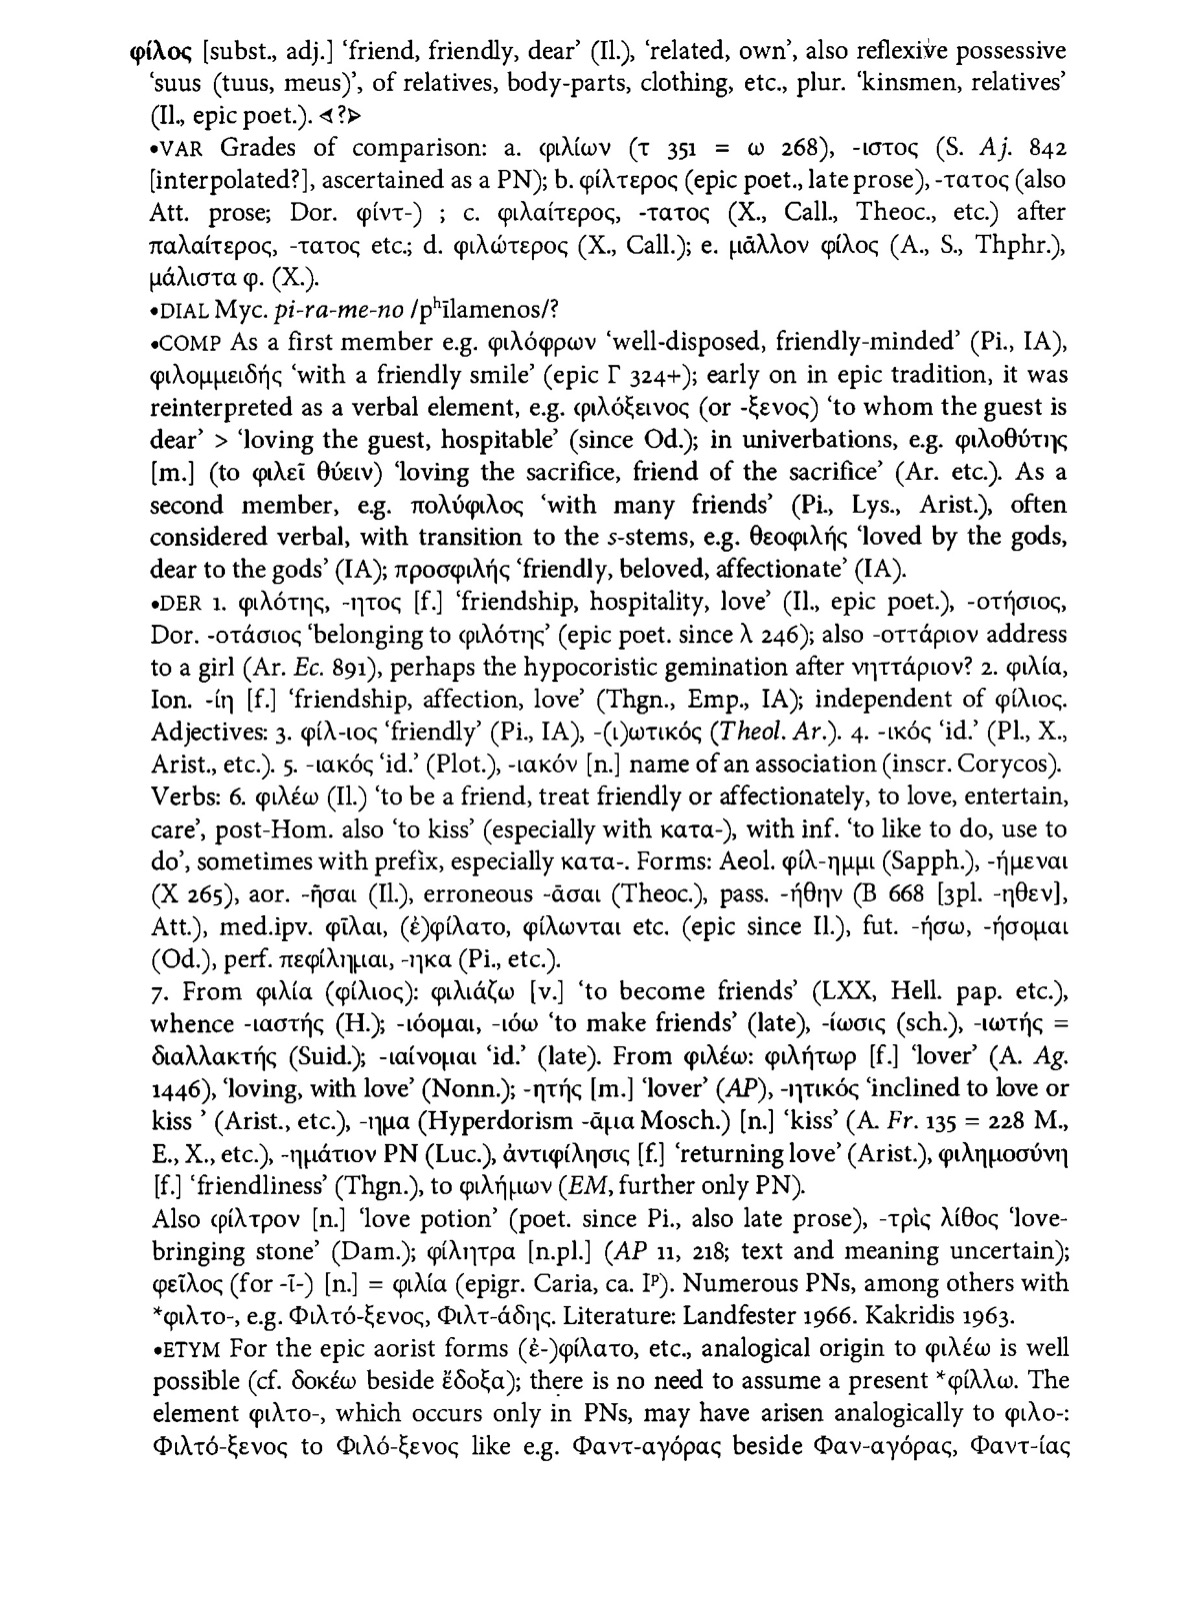 φίλος [subst., adj.] ‘friend, friendly, dear’ (Il.), ‘related, own’, also reflexive possessive
‘suus (tuus, meus)’, of relatives, body-parts, clothing, etc., plur. ‘kinsmen, relatives’
(Il., epic poet.). ⊲?⊳
•VAR Grades of comparison: a. φιλίων (τ 351 = ω 268), -ιστος (S. Aj. 842
[interpolated?], ascertained as a PN); b. φίλτερος (epic poet., late prose), -τατος (also
Att. prose; Dor. φίντ-) ; c. φιλαίτερος, -τατος (X., Call., Theoc., etc.) after
παλαίτερος, -τατος etc.; d. φιλώτερος (X., Call.); e. μᾶλλον φίλος (A., S., Thphr.),
μάλιστα φ. (X.).
•DIAL Myc. pi-ra-me-no /pʰīlamenos/?
•COMP As a first member e.g. φιλόφρων ‘well-disposed, friendly-minded’ (Pi., IA),
φιλομμειδής ‘with a friendly smile’ (epic Γ 324+); early on in epic tradition, it was
reinterpreted as a verbal element, e.g. φιλόξεινος (or -ξενος) ‘to whom the guest is
dear’ > ‘loving the guest, hospitable’ (since Od.); in univerbations, e.g. φιλοθύτης
[m.] (to φιλεῖ θύειν) ‘loving the sacrifice, friend of the sacrifice’ (Ar. etc.). As a
second member, e.g. πολύφιλος ‘with many friends’ (Pi., Lys., Arist.), often
considered verbal, with transition to the s-stems, e.g. θεοφιλής ‘loved by the gods,
dear to the gods’ (IA); προσφιλής ‘friendly, beloved, affectionate’ (IA).
•DER 1. φιλότης, -ητος [f.] ‘friendship, hospitality, love’ (Il., epic poet.), -οτήσιος,
Dor. -οτάσιος ‘belonging to φιλότης’ (epic poet. since λ 246); also -οττάριον address
to a girl (Ar. Ec. 891), perhaps the hypocoristic gemination after νηττάριον? 2. φιλία,
Ion. -ίη [f.] ‘friendship, affection, love’ (Thgn., Emp., IA); independent of φίλιος.
Adjectives: 3. φίλ-ιος ‘friendly’ (Pi., IA), -(ι)ωτικός (Theol. Ar.). 4. -ικός ‘id.’ (Pl., X.,
Arist., etc.). 5. -ιακός ‘id.’ (Plot.), -ιακόν [n.] name of an association (inscr. Corycos).
Verbs: 6. φιλέω (Il.) ‘to be a friend, treat friendly or affectionately, to love, entertain,
care’, post-Hom. also ‘to kiss’ (especially with κατα-), with inf. ‘to like to do, use to
do’, sometimes with prefix, especially κατα-. Forms: Aeol. φίλ-ημμι (Sapph.), -ήμεναι
(Χ 265), aor. -ῆσαι (Il.), erroneous -ᾶσαι (Theoc.), pass. -ήθην (Β 668 [3pl. -ηθεν],
Att.), med.ipv. φῖλαι, (ἐ)φίλατο, φίλωνται etc. (epic since Il.), fut. -ήσω, -ήσομαι
(Od.), perf. πεφίλημαι, -ηκα (Pi., etc.).
7. From φιλία (φίλιος): φιλιάζω [v.] ‘to become friends’ (LXX, Hell. pap. etc.),
whence -ιαστής (H.); -ιόομαι, -ιόω ‘to make friends’ (late), -ίωσις (sch.), -ιωτής =
διαλλακτής (Suid.); -ιαίνομαι ‘id.’ (late). From φιλέω: φιλήτωρ [f.] ‘lover’ (A. Ag.
1446), ‘loving, with love’ (Nonn.); -ητής [m.] ‘lover’ (AP), -ητικός ‘inclined to love or
kiss ’ (Arist., etc.), -ημα (Hyperdorism -ᾱμα Mosch.) [n.] ‘kiss’ (A. Fr. 135 = 228 M.,
E., X., etc.), -ημάτιον PN (Luc.), ἀντιφίλησις [f.] ‘returning love’ (Arist.), φιλημοσύνη
[f.] ‘friendliness’ (Thgn.), to φιλήμων (EM, further only PN).
Also φίλτρον [n.] ‘love potion’ (poet. since Pi., also late prose), -τρὶς λίθος ‘love-
bringing stone’ (Dam.); φίλητρα [n.pl.] (AP 11, 218; text and meaning uncertain);
φεῖλος (for -ῑ-) [n.] = φιλία (epigr. Caria, ca. Iᵖ). Numerous PNs, among others with
*φιλτο-, e.g. Φιλτό-ξενος, Φιλτ-άδης. Literature: Landfester 1966. Kakridis 1963.
•ETYM For the epic aorist forms (ἐ-)φίλατο, etc., analogical origin to φιλέω is well
possible (cf. δοκέω beside ἔδοξα); there is no need to assume a present *φίλλω. The
element φιλτο-, which occurs only in PNs, may have arisen analogically to φιλο-:
Φιλτό-ξενος to Φιλό-ξενος like e.g. Φαντ-αγόρας beside Φαν-αγόρας, Φαντ-ίας